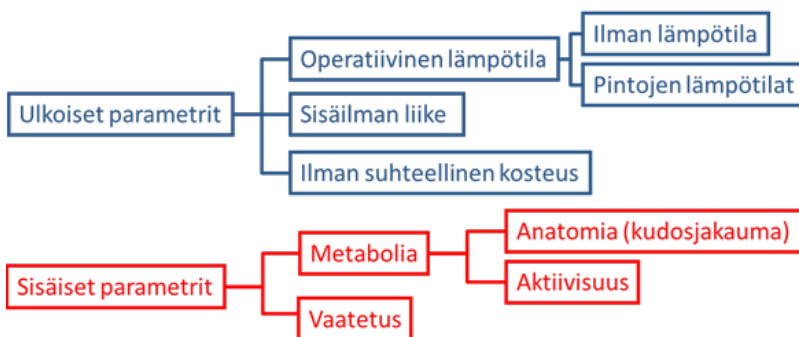 Ulkoiset parametrit
Operatiivinen lämpötila
Ilman lämpötila
Pintojen lämpötilat
Sisäilman liike
Ilman suhteellinen kosteus
Sisäiset parametrit
Metabolia
Anatomia (kudosjakauma)
Aktiivisuus
Vaatetus